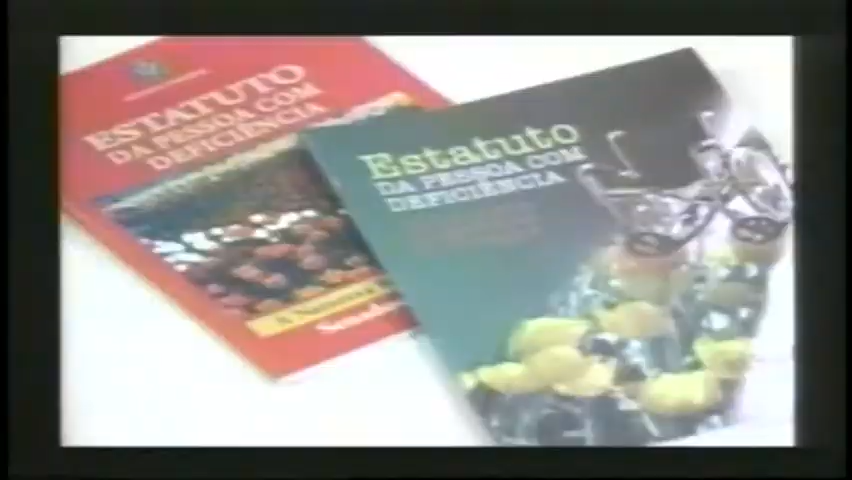 ESTATUTO
DA PESSOA COM
DEFICIÊNCIA
Estatuto
DA PESSOA COM
DEFICIÊNCIA